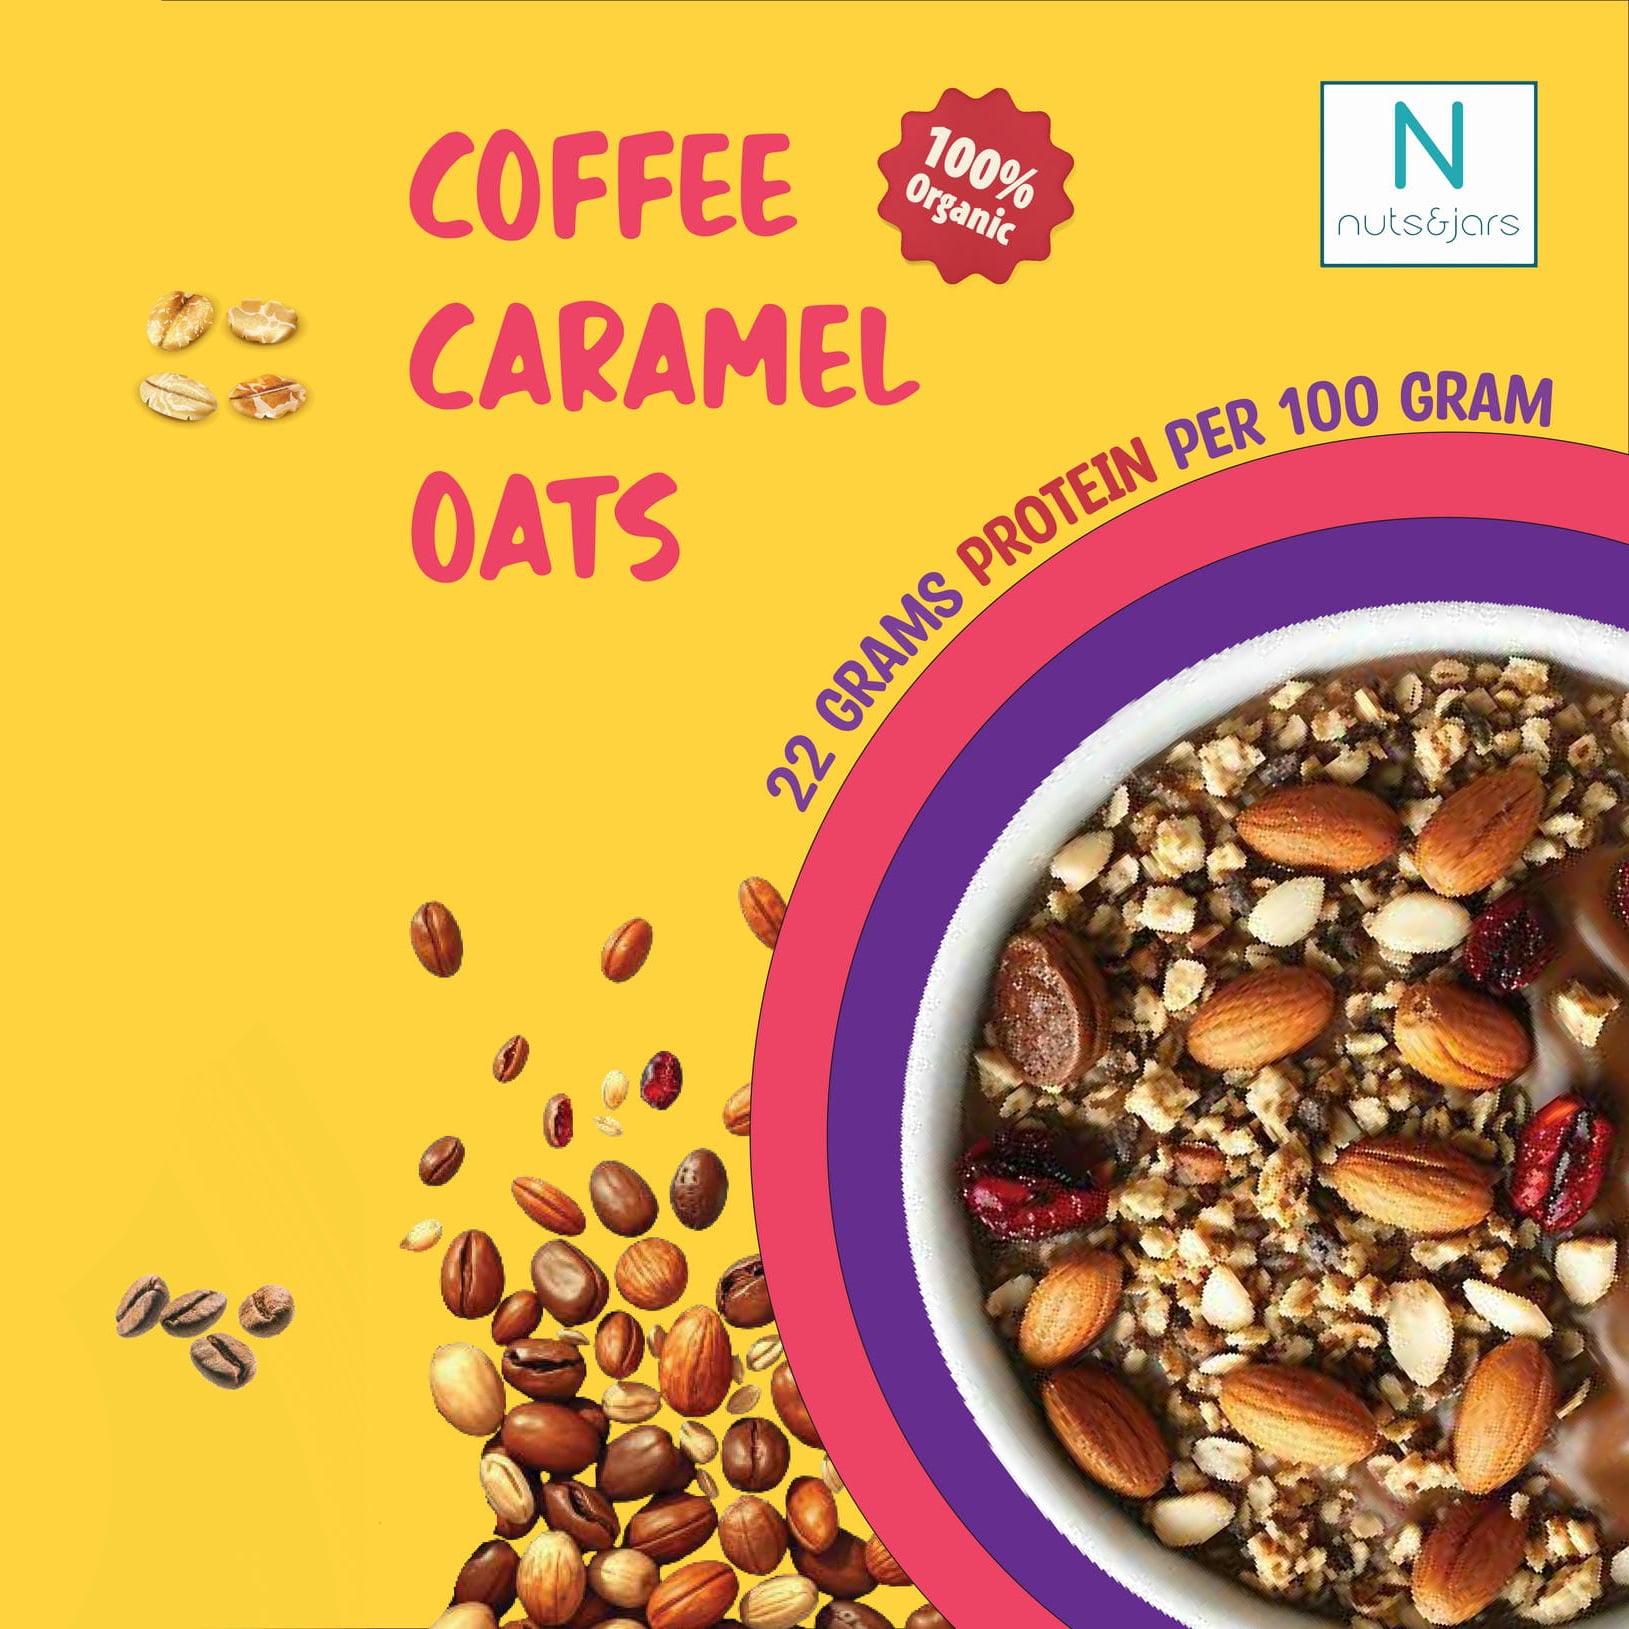 COFFEE
CARAMEL
OATS
100%
Organic
N
nuts&jars
22 GRAMS PROTEIN PER 100 GRAM